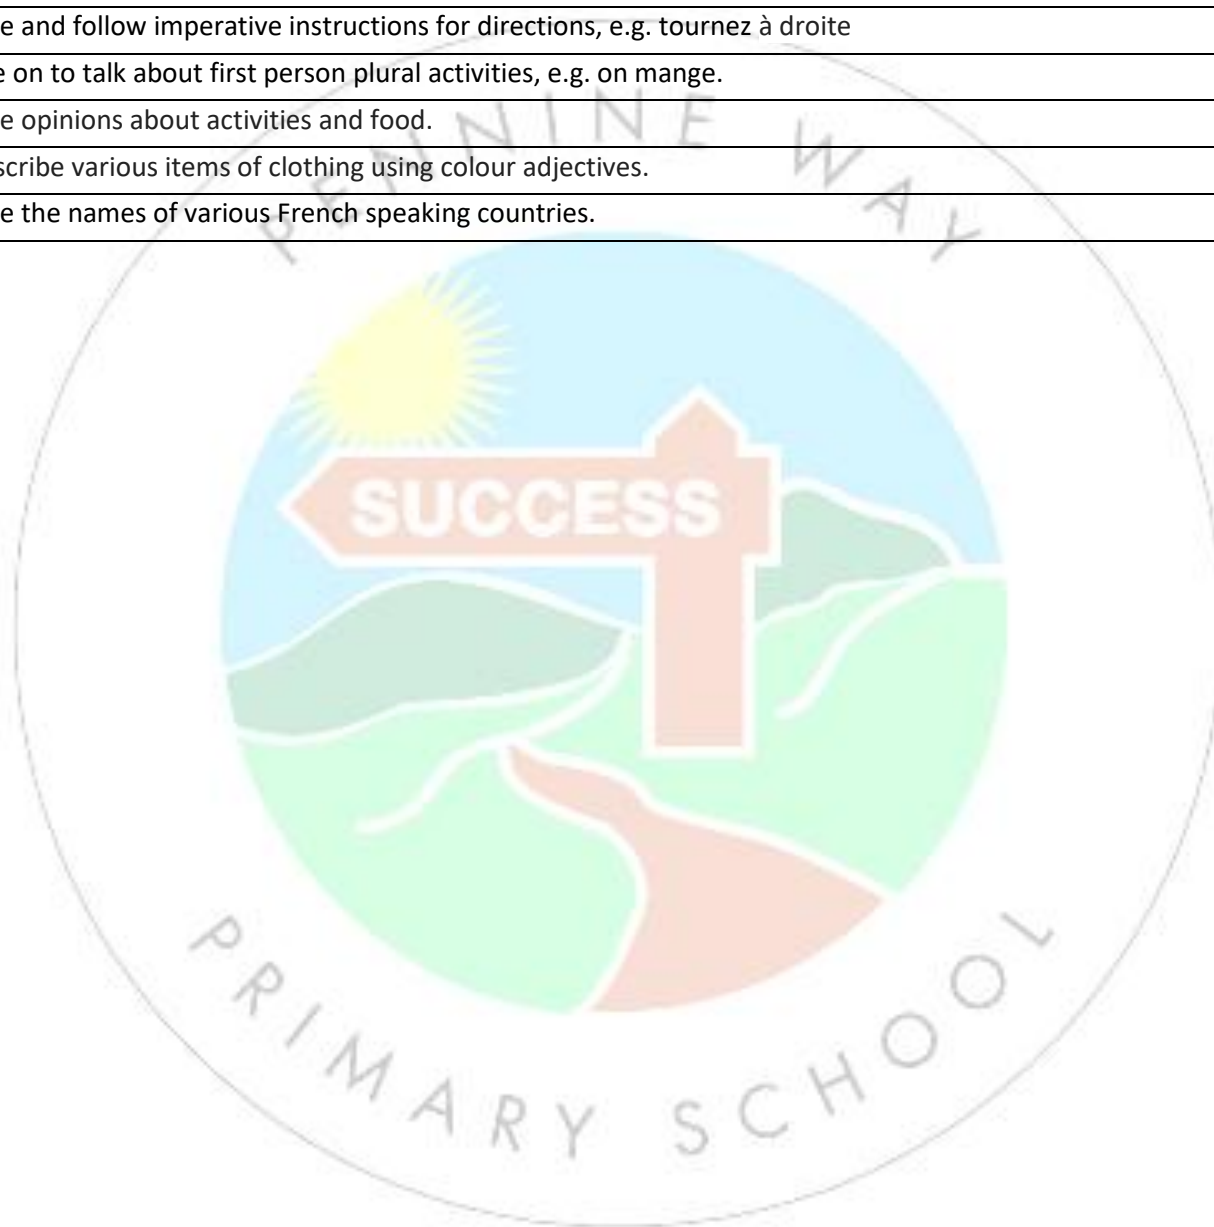 e and follow imperative instructions for directions, e.g. tournez à droite
e on to talk about first person plural activities, e.g. on mange.
e opinions about activities and food.
scribe various items of clothing using colour adjectives.
e the names of various French speaking countries.
PENNINE WAY
SUCCESS
PRIMARY SCHOOL